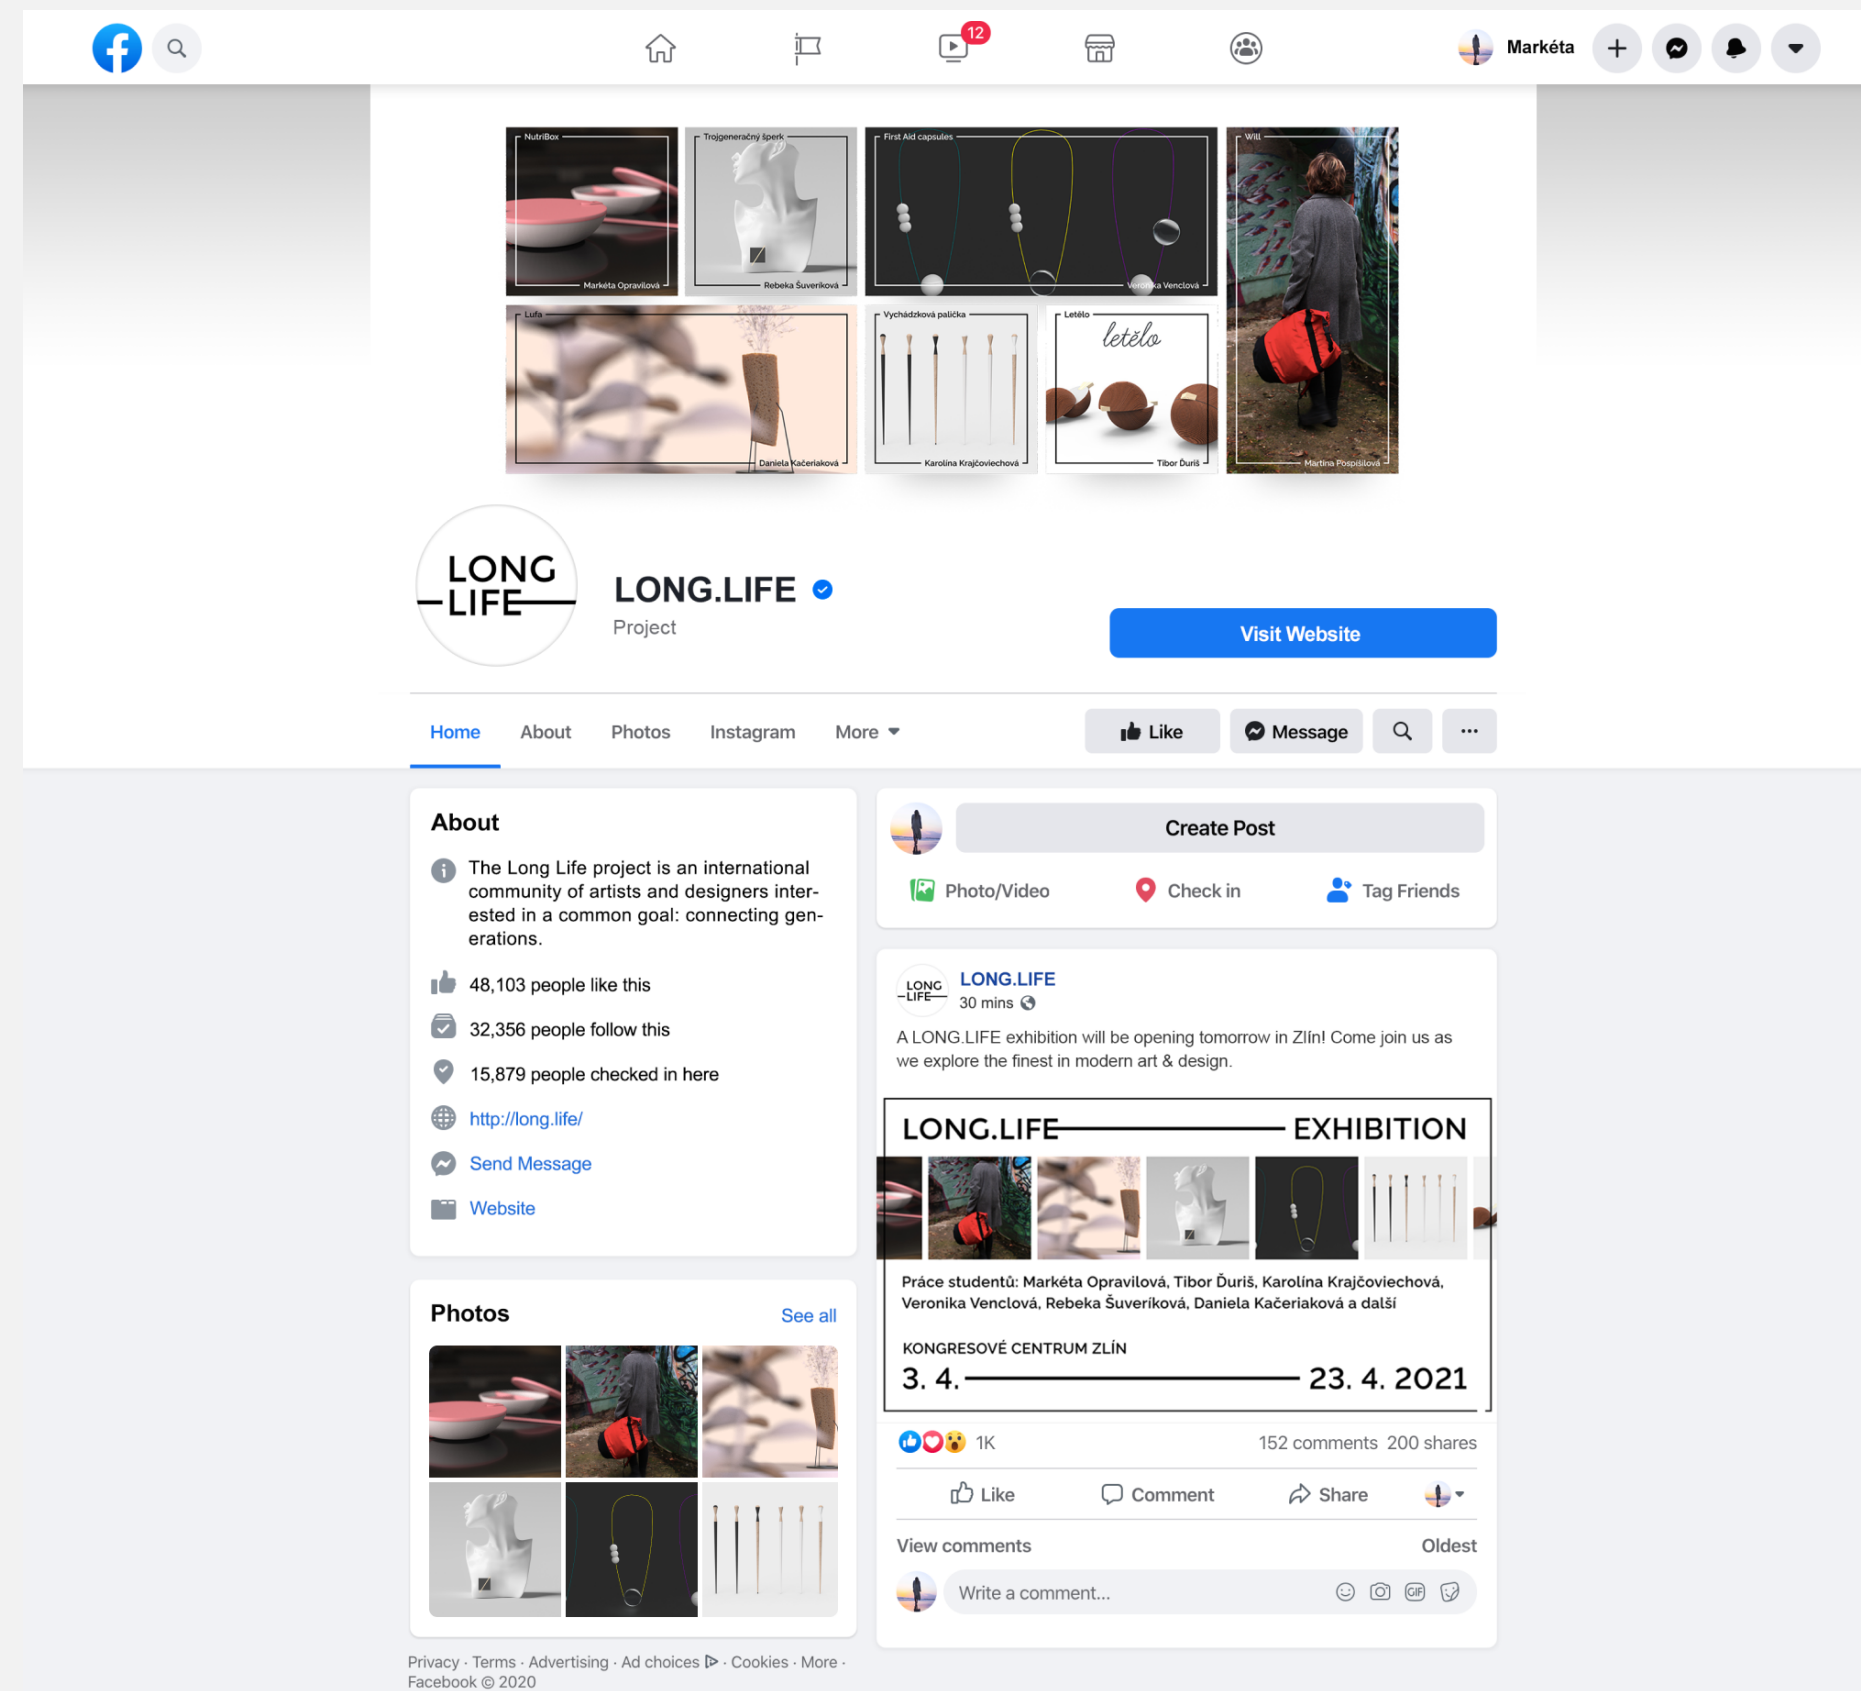 12
Markéta
NutriBox
Markéta Opravilová
Trojgeneračný šperk
Rebeka Šuveríková
First Aid capsules
Veronika Venclová
Will
Martina Pospíšilová
Lufa
Daniela Kačeriaková
Vychádzková palička
Karolína Krajčoviechová
Letělo
letělo
Tibor Ďuriš
LONG
LIFE
LONG.LIFE
Project
Visit Website
Home
About
Photos
Instagram
More
Like
Message
About
The Long Life project is an international
community of artists and designers inter-
ested in a common goal: connecting gen-
erations.
48,103 people like this
32,356 people follow this
15,879 people checked in here
http://long.life/
Send Message
Website
Photos
See all
Privacy · Terms · Advertising · Ad choices · Cookies · More ·
Facebook © 2020
Create Post
Photo/Video
Check in
Tag Friends
LONG
LIFE
LONG.LIFE
30 mins
A LONG.LIFE exhibition will be opening tomorrow in Zlín! Come join us as
we explore the finest in modern art & design.
LONG.LIFE EXHIBITION
Práce studentů: Markéta Opravilová, Tibor Ďuriš, Karolína Krajčoviechová,
Veronika Venclová, Rebeka Šuveríková, Daniela Kačeriaková a další
KONGRESOVÉ CENTRUM ZLÍN
3. 4. 23. 4. 2021
1K
152 comments 200 shares
Like
Comment
Share
View comments
Oldest
Write a comment...
GIF